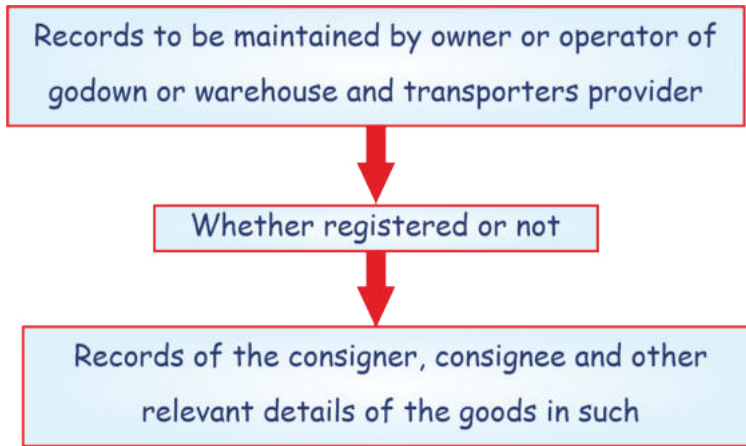 Records to be maintained by owner or operator of
godown or warehouse and transporters provider
Whether registered or not
Records of the consigner, consignee and other
relevant details of the goods in such